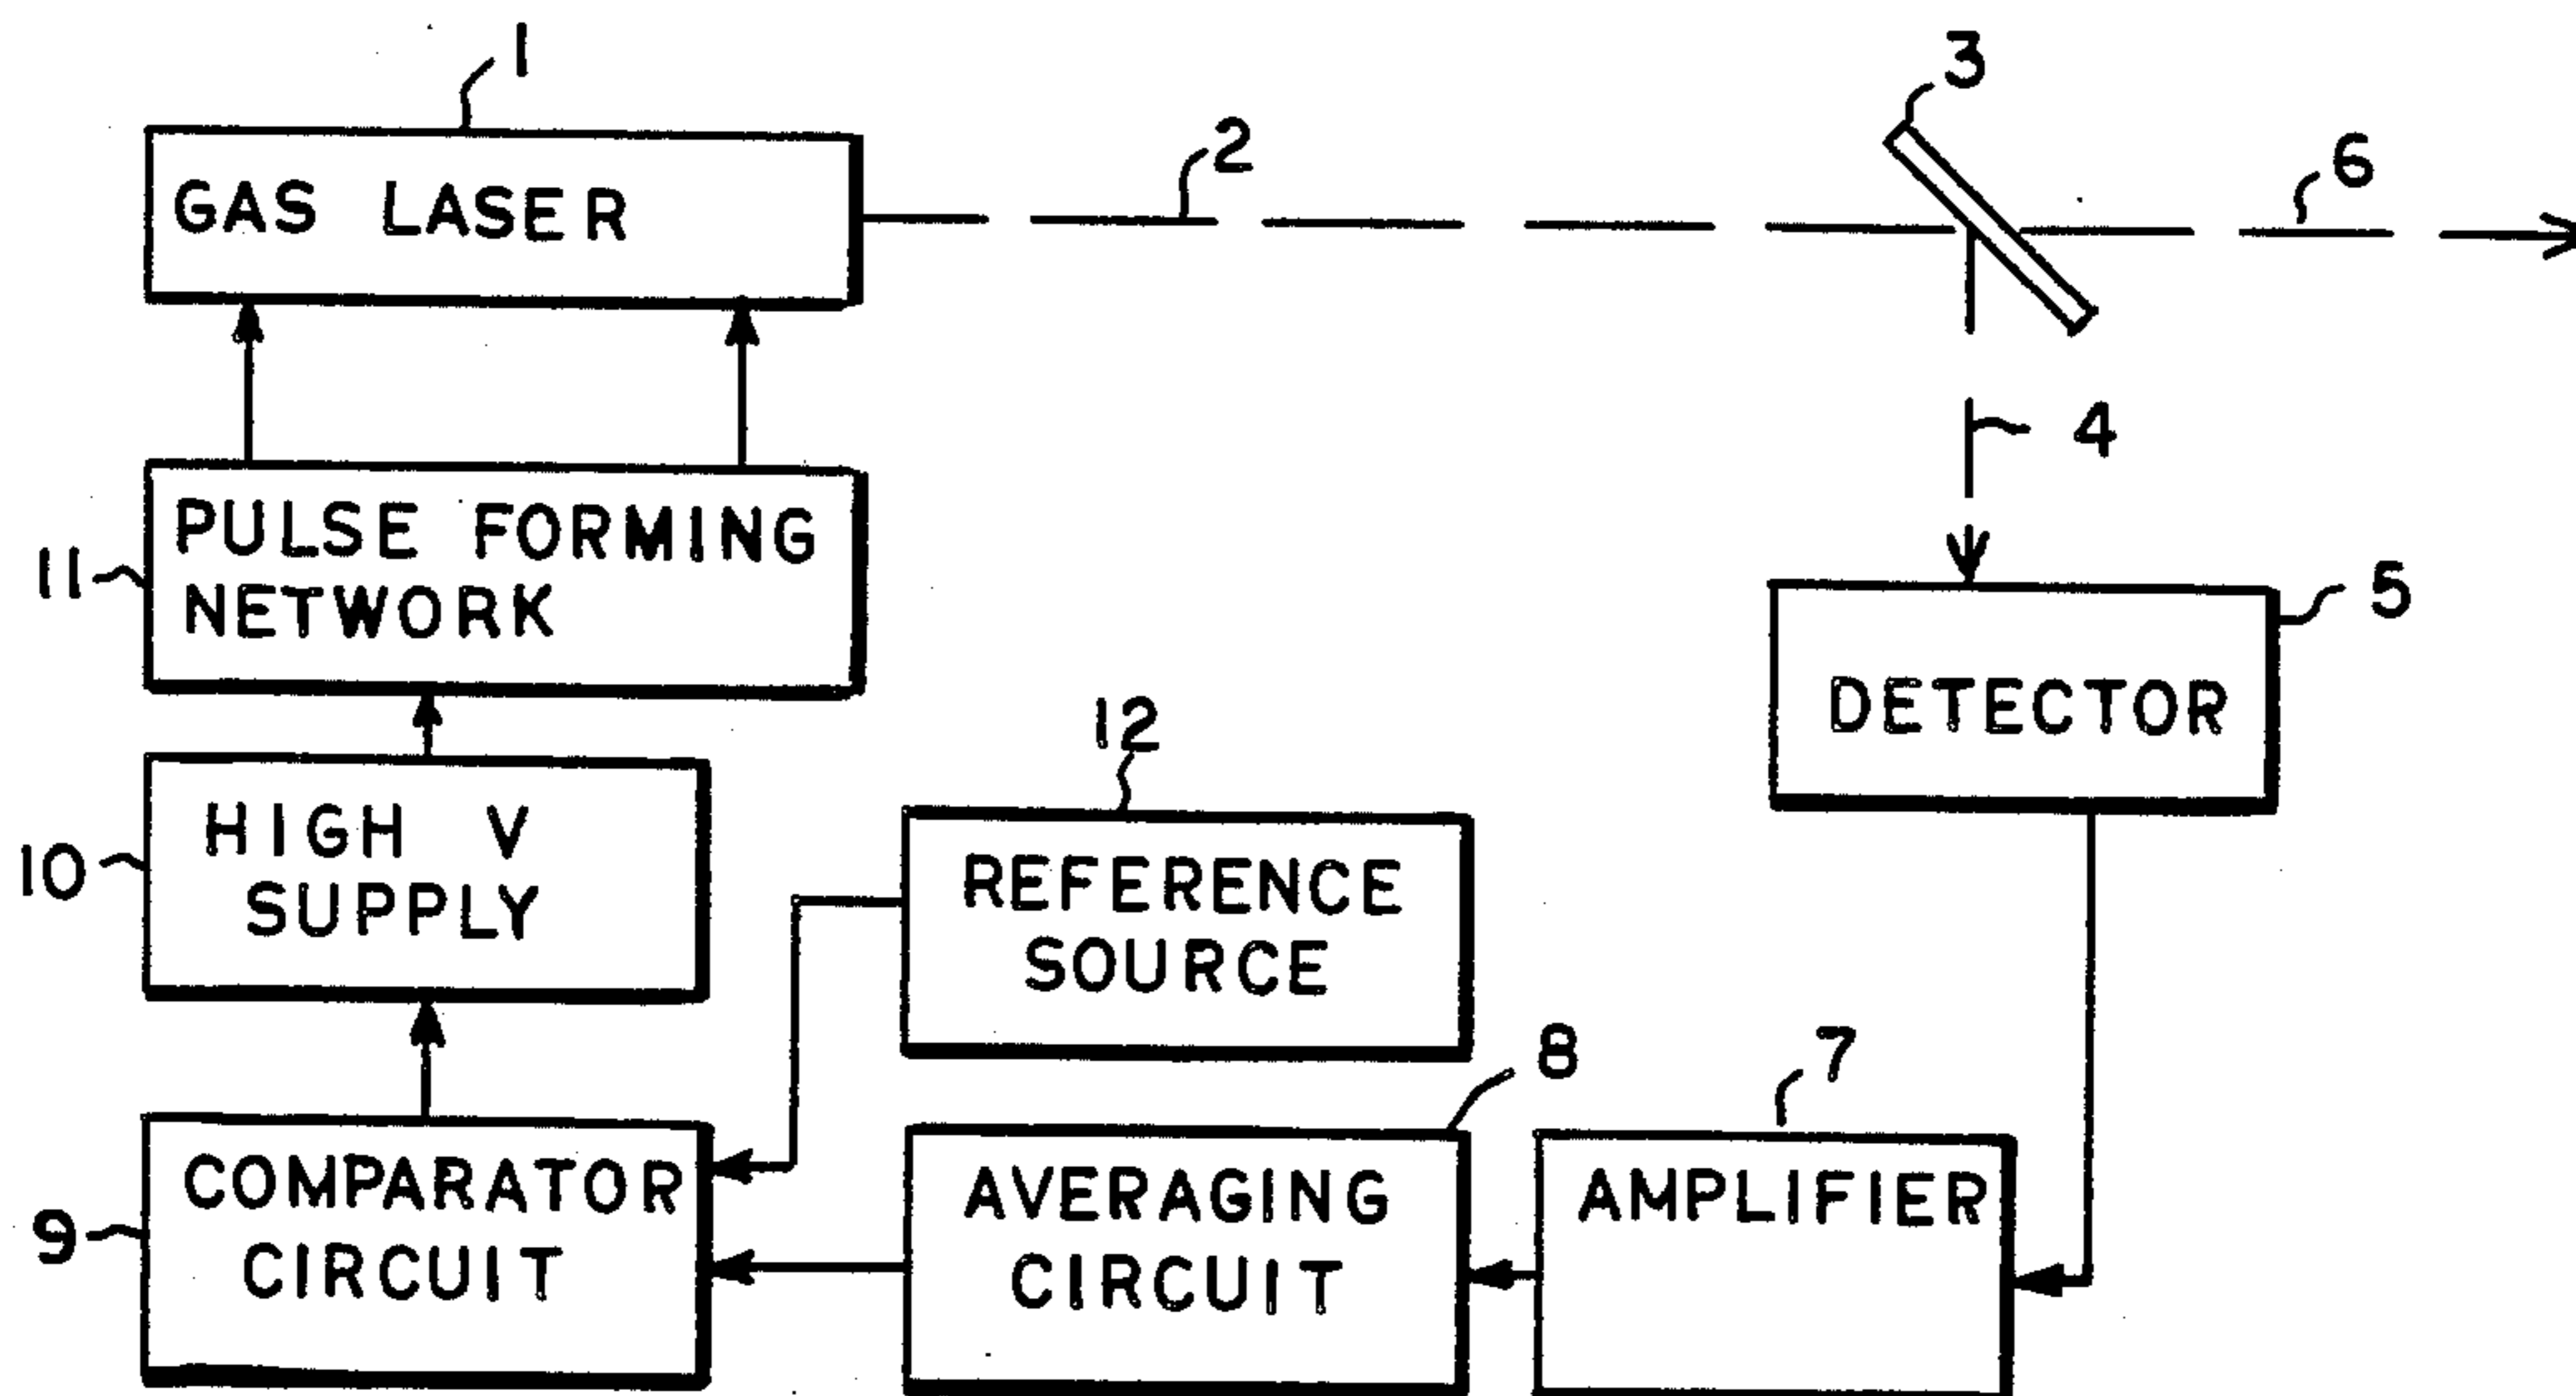 1
GAS LASER
2
3
6
4
PULSE FORMING
NETWORK
11
5
DETECTOR
HIGH V
SUPPLY
10
12
REFERENCE
SOURCE
COMPARATOR
CIRCUIT
9
8
AVERAGING
CIRCUIT
7
AMPLIFIER